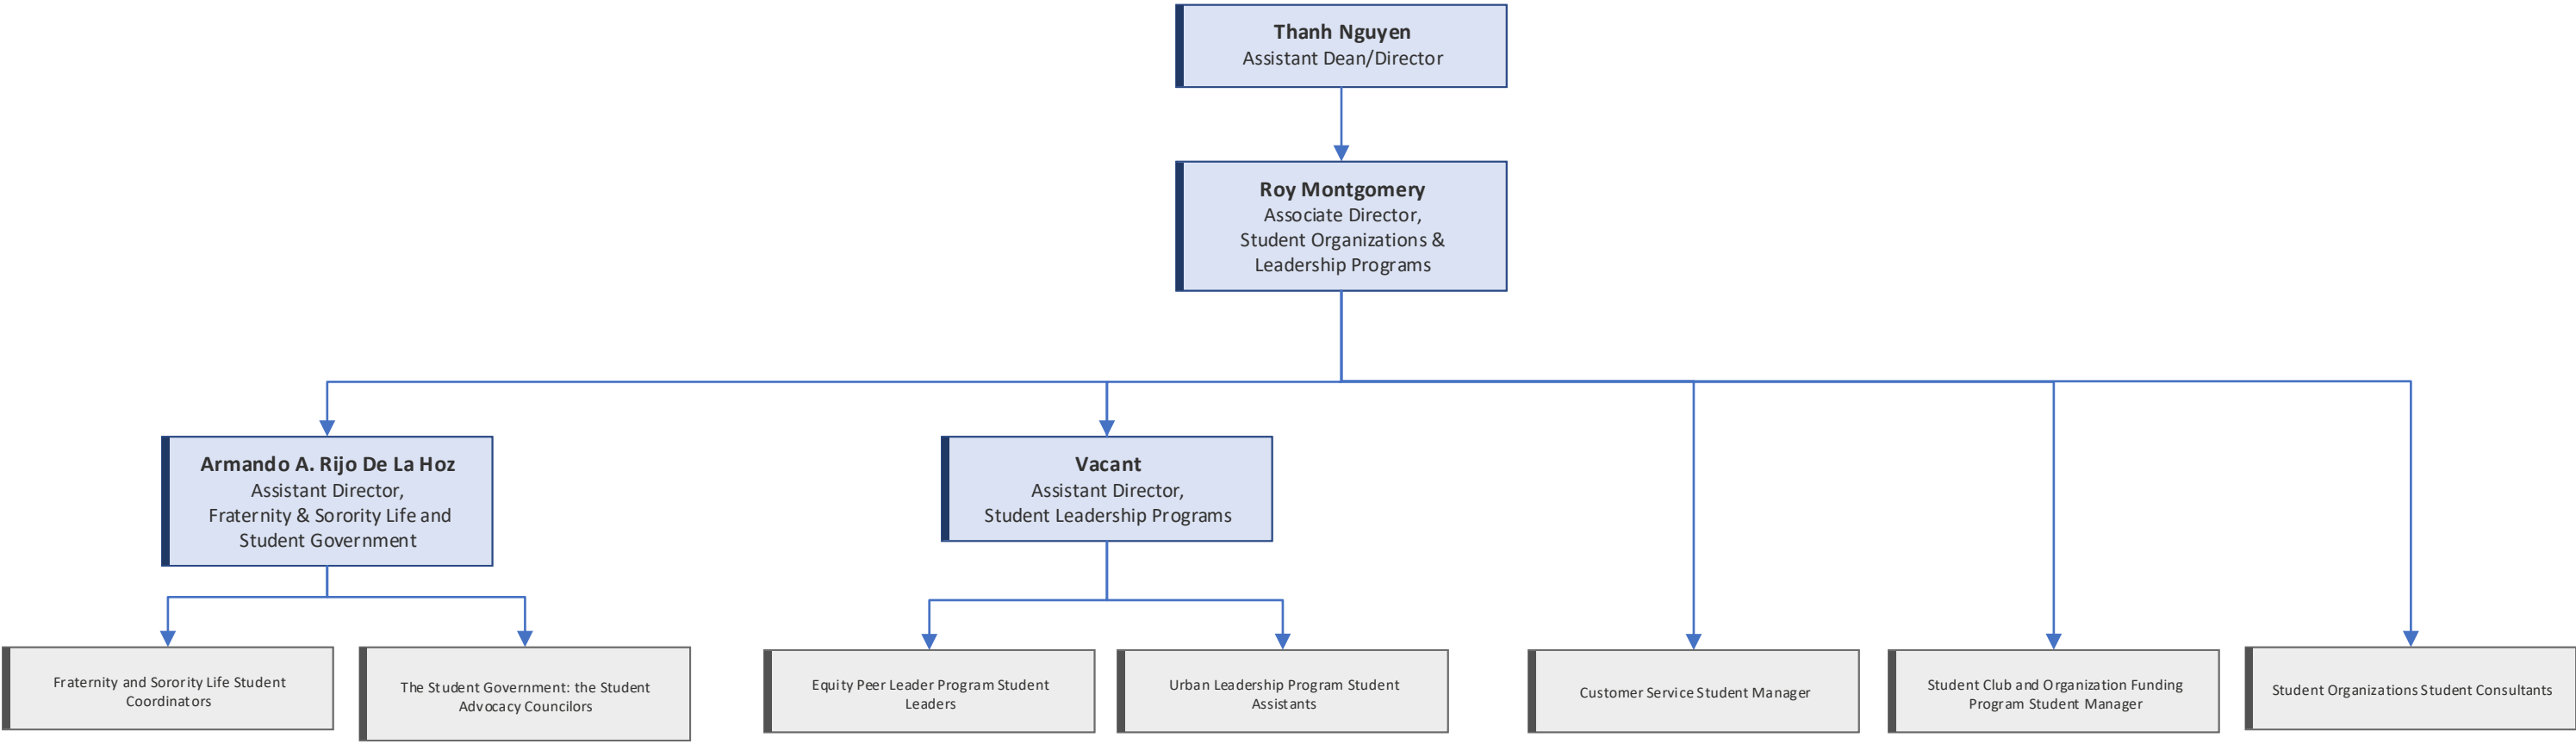 Thanh Nguyen
Assistant Dean/Director
Roy Montgomery
Associate Director,
Student Organizations &
Leadership Programs
Armando A. Rijo De La Hoz
Assistant Director,
Fraternity & Sorority Life and
Student Government
Vacant
Assistant Director,
Student Leadership Programs
Fraternity and Sorority Life Student
Coordinators
The Student Government: the Student
Advocacy Councilors
Equity Peer Leader Program Student
Leaders
Urban Leadership Program Student
Assistants
Customer Service Student Manager
Student Club and Organization Funding
Program Student Manager
Student Organizations Student Consultants